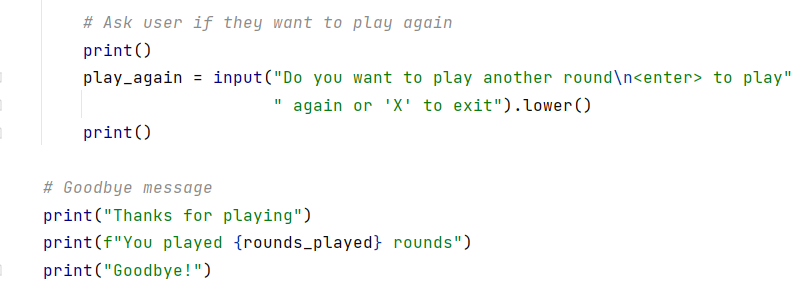 # Ask user if they want to play again
print()
play_again = input("Do you want to play another round\n<enter> to play"
" again or 'X' to exit").lower()
print()
# Goodbye message
print("Thanks for playing")
print(f"You played {rounds_played} rounds")
print("Goodbye!")